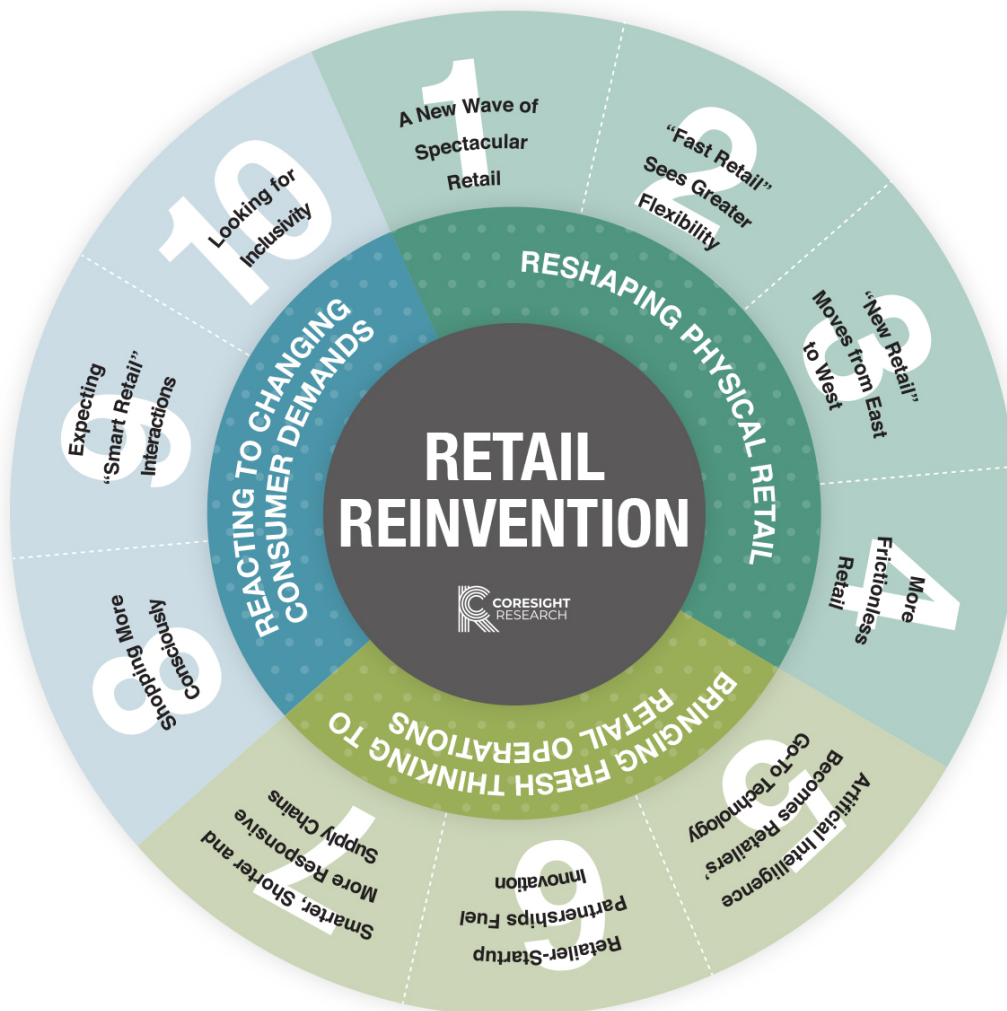 RETAIL
REINVENTION
CORESIGHT
RESEARCH
RESHAPING PHYSICAL RETAIL
1
A New Wave of
Spectacular
Retail
2
“Fast Retail”
Sees Greater
Flexibility
3
“New Retail”
Moves from East
to West
4
More
Frictionless
Retail
BRINGING FRESH THINKING TO
RETAIL OPERATIONS
5
Artificial Intelligence
Becomes Retailers’
Go-To Technology
6
Retailer-Startup
Partnerships Fuel
Innovation
7
Smarter, Shorter and
More Responsive
Supply Chains
REACTING TO CHANGING
CONSUMER DEMANDS
8
Shopping More
Consciously
9
Expecting
“Smart Retail”
Interactions
10
Looking for
Inclusivity